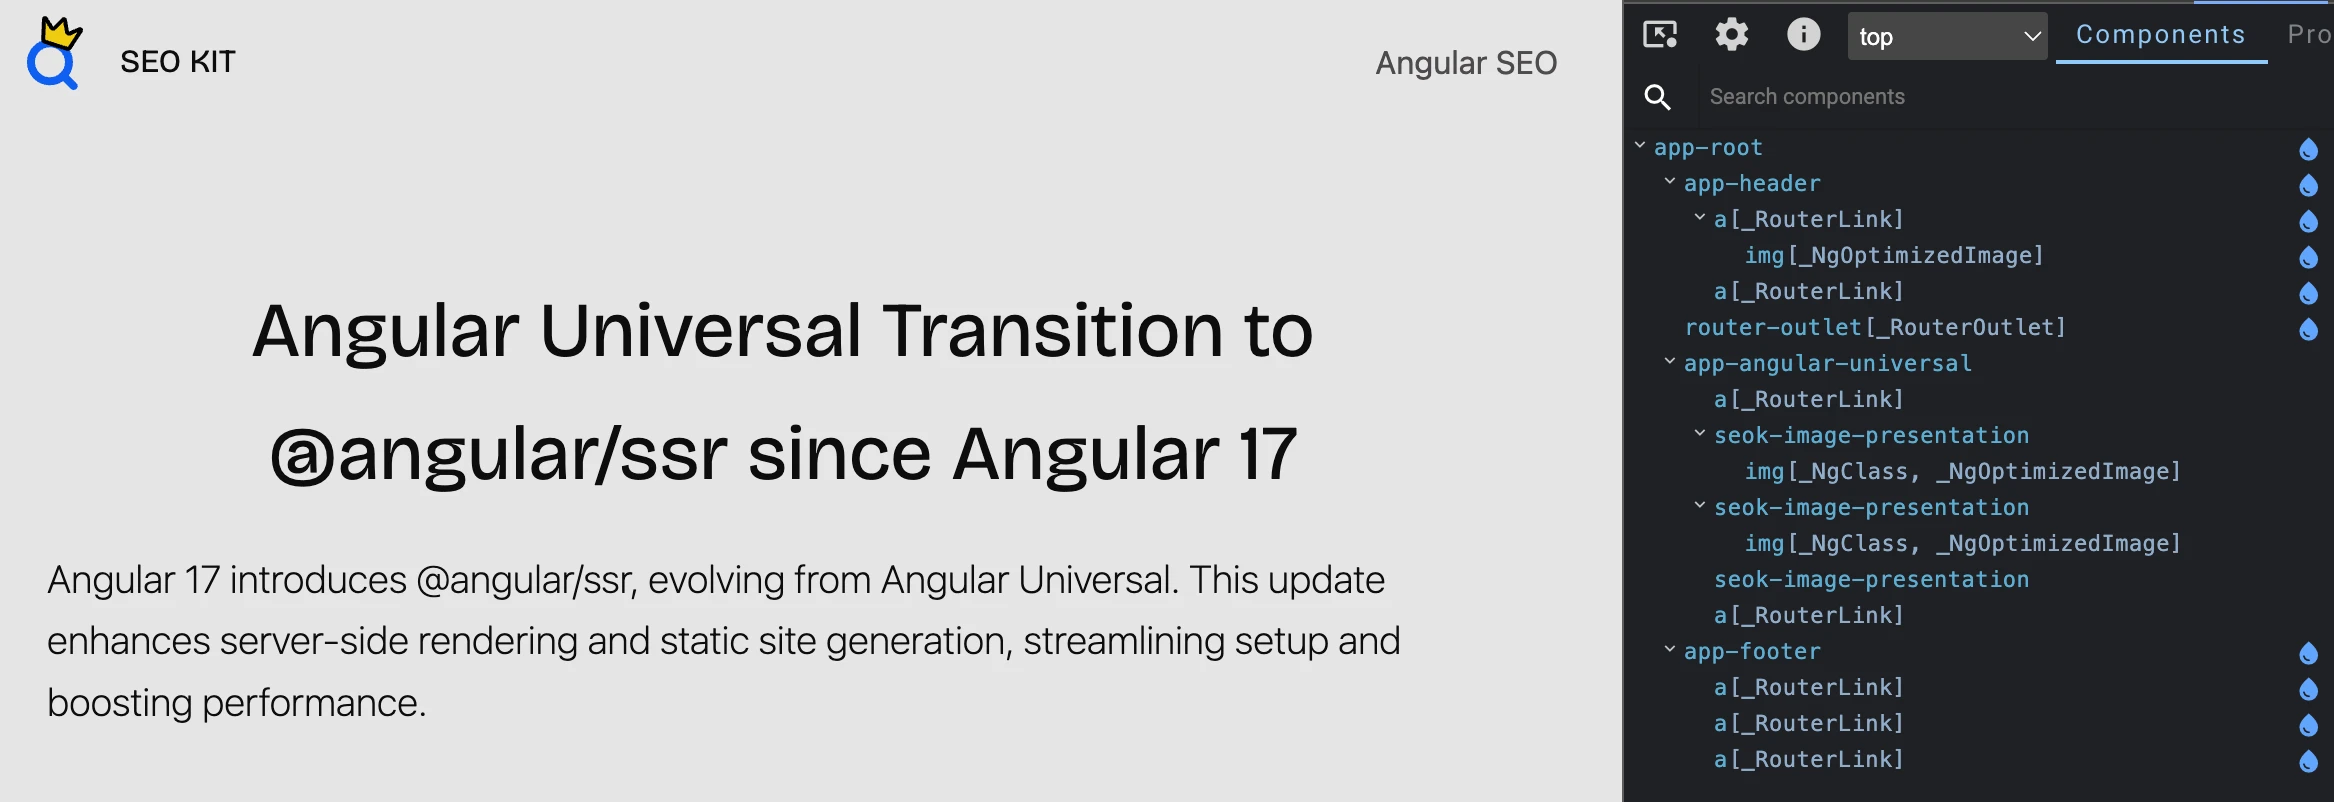 SEO KIT
Angular SEO
Angular Universal Transition to
@angular/ssr since Angular 17
Angular 17 introduces @angular/ssr, evolving from Angular Universal. This update
enhances server-side rendering and static site generation, streamlining setup and
boosting performance.
top
Components
Pro
Search components
app-root
app-header
a[_RouterLink]
img[_NgOptimizedImage]
a[_RouterLink]
router-outlet[_RouterOutlet]
app-angular-universal
a[_RouterLink]
seok-image-presentation
img[_NgClass, _NgOptimizedImage]
seok-image-presentation
img[_NgClass, _NgOptimizedImage]
seok-image-presentation
a[_RouterLink]
app-footer
a[_RouterLink]
a[_RouterLink]
a[_RouterLink]